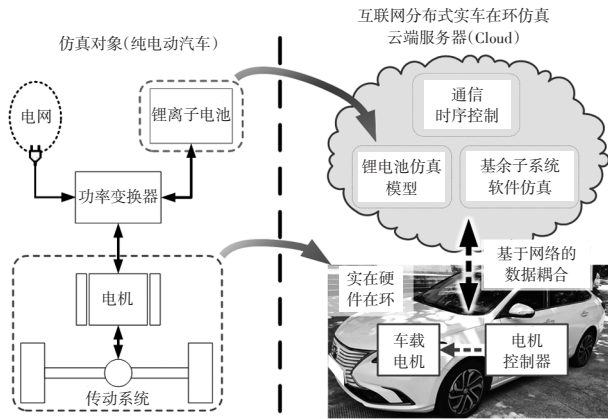 仿真对象(纯电动汽车)
电网
锂离子电池
功率变换器
电机
传动系统
互联网分布式实车在环仿真
云端服务器(Cloud)
通信
时序控制
锂电池仿真
模型
基余子系统
软件仿真
基于网络的
数据耦合
实在硬
件在环
车载
电机
电机
控制器